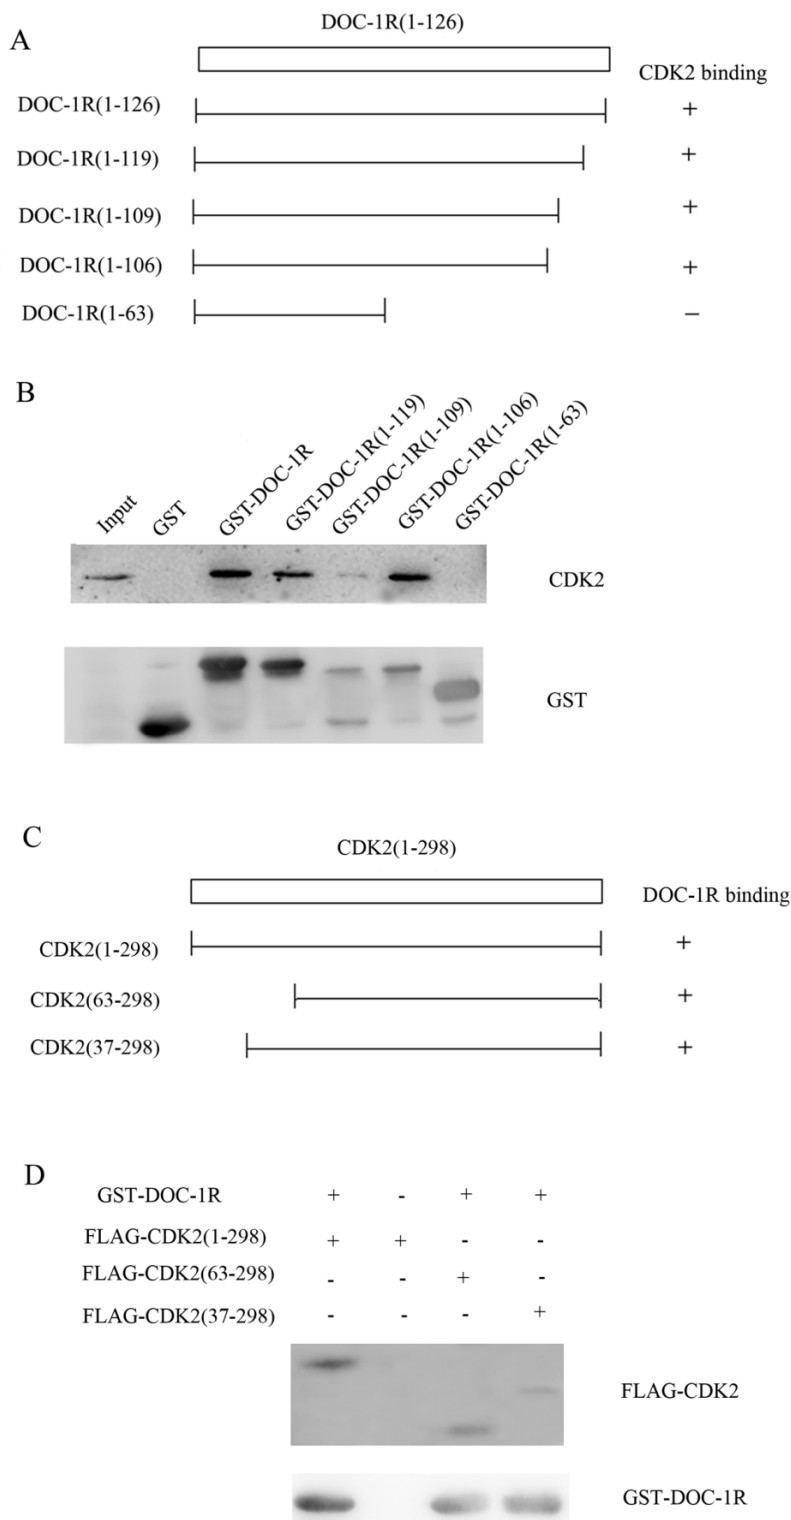 A
DOC-1R(1-126)
CDK2 binding
DOC-1R(1-126) +
DOC-1R(1-119) +
DOC-1R(1-109) +
DOC-1R(1-106) +
DOC-1R(1-63) −
B
Input GST GST-DOC-1R GST-DOC-1R(1-119) GST-DOC-1R(1-109) GST-DOC-1R(1-106) GST-DOC-1R(1-63)
CDK2
GST
C
CDK2(1-298)
DOC-1R binding
CDK2(1-298) +
CDK2(63-298) +
CDK2(37-298) +
D
GST-DOC-1R + - + +
FLAG-CDK2(1-298) + + - -
FLAG-CDK2(63-298) - - + -
FLAG-CDK2(37-298) - - - +
FLAG-CDK2
GST-DOC-1R